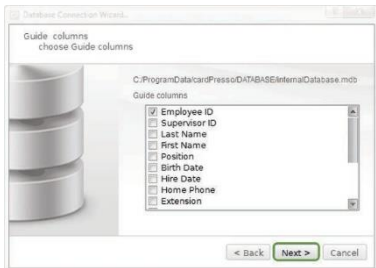 Database Connection Wizard...
Guide columns
choose Guide columns
C:/ProgramData/cardPresso/DATABASE/InternalDatabase.mdb
Guide columns
Employee ID
Supervisor ID
Last Name
First Name
Position
Birth Date
Hire Date
Home Phone
Extension
< Back Next > Cancel